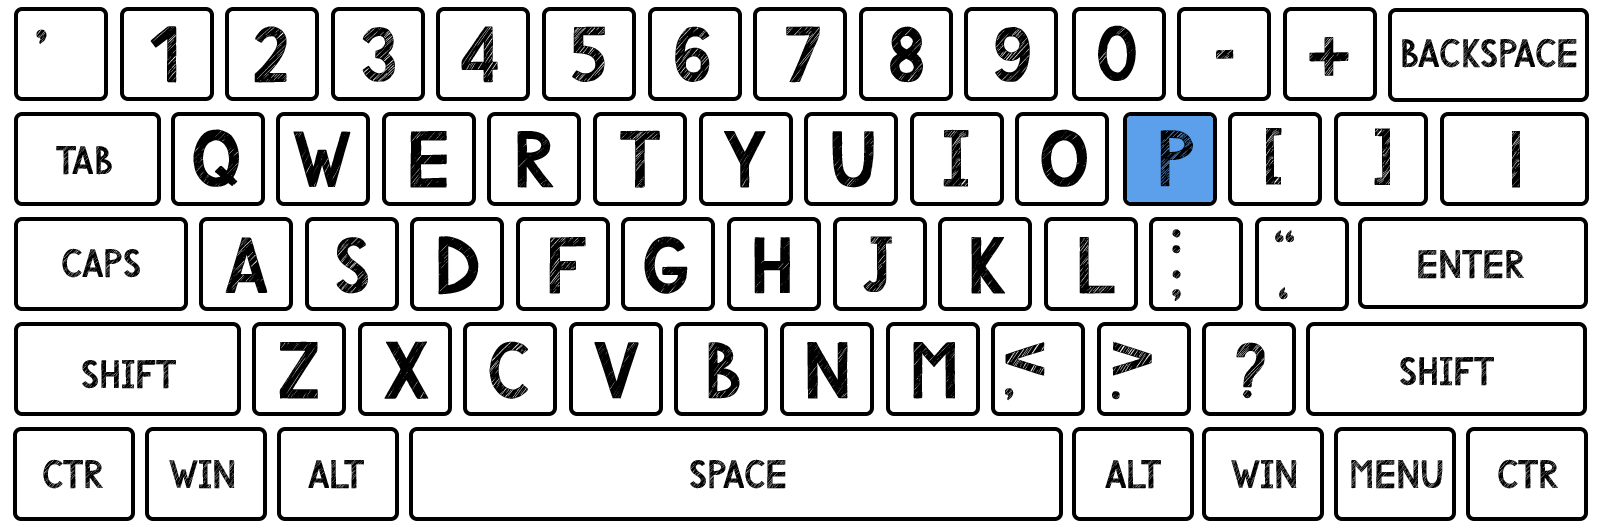 ’ 1 2 3 4 5 6 7 8 9 0 - + BACKSPACE
TAB Q W E R T Y U I O P [ ] |
CAPS A S D F G H J K L : ; “ ‘ ENTER
SHIFT Z X C V B N M < , > . ? SHIFT
CTR WIN ALT SPACE ALT WIN MENU CTR